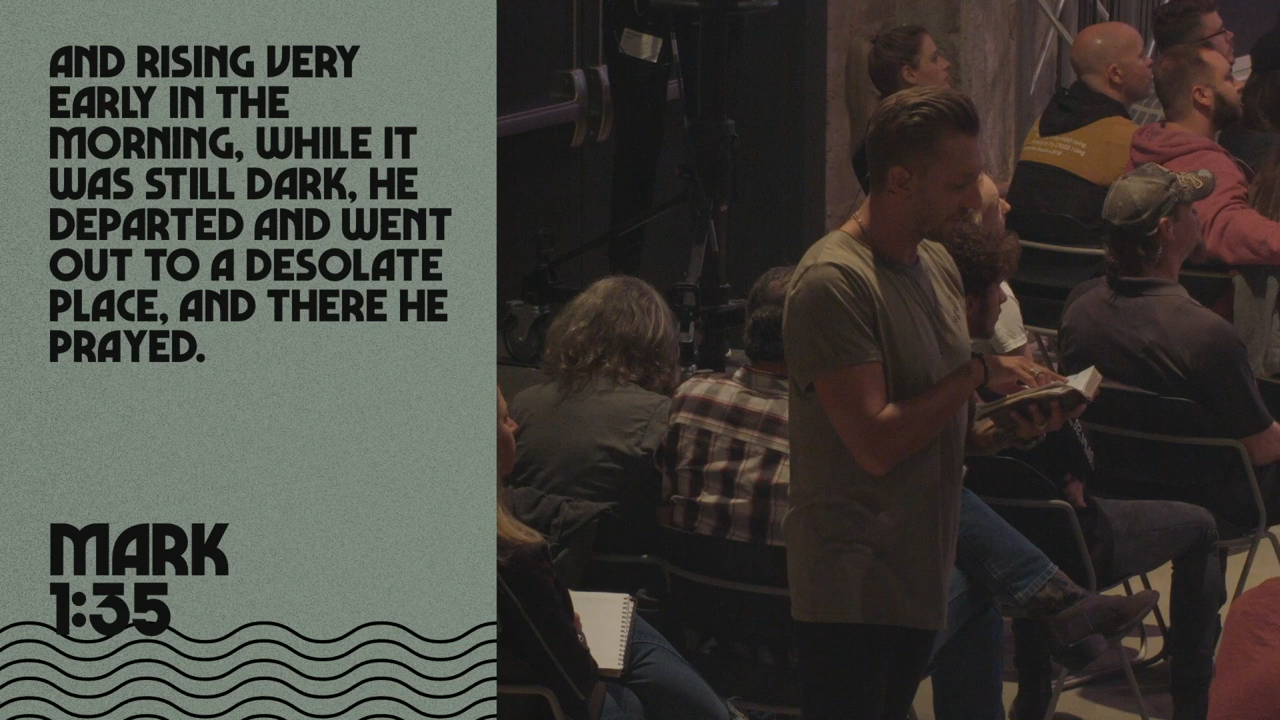 AND RISING VERY
EARLY IN THE
MORNING, WHILE IT
WAS STILL DARK, HE
DEPARTED AND WENT
OUT TO A DESOLATE
PLACE, AND THERE HE
PRAYED.
MARK
1:35